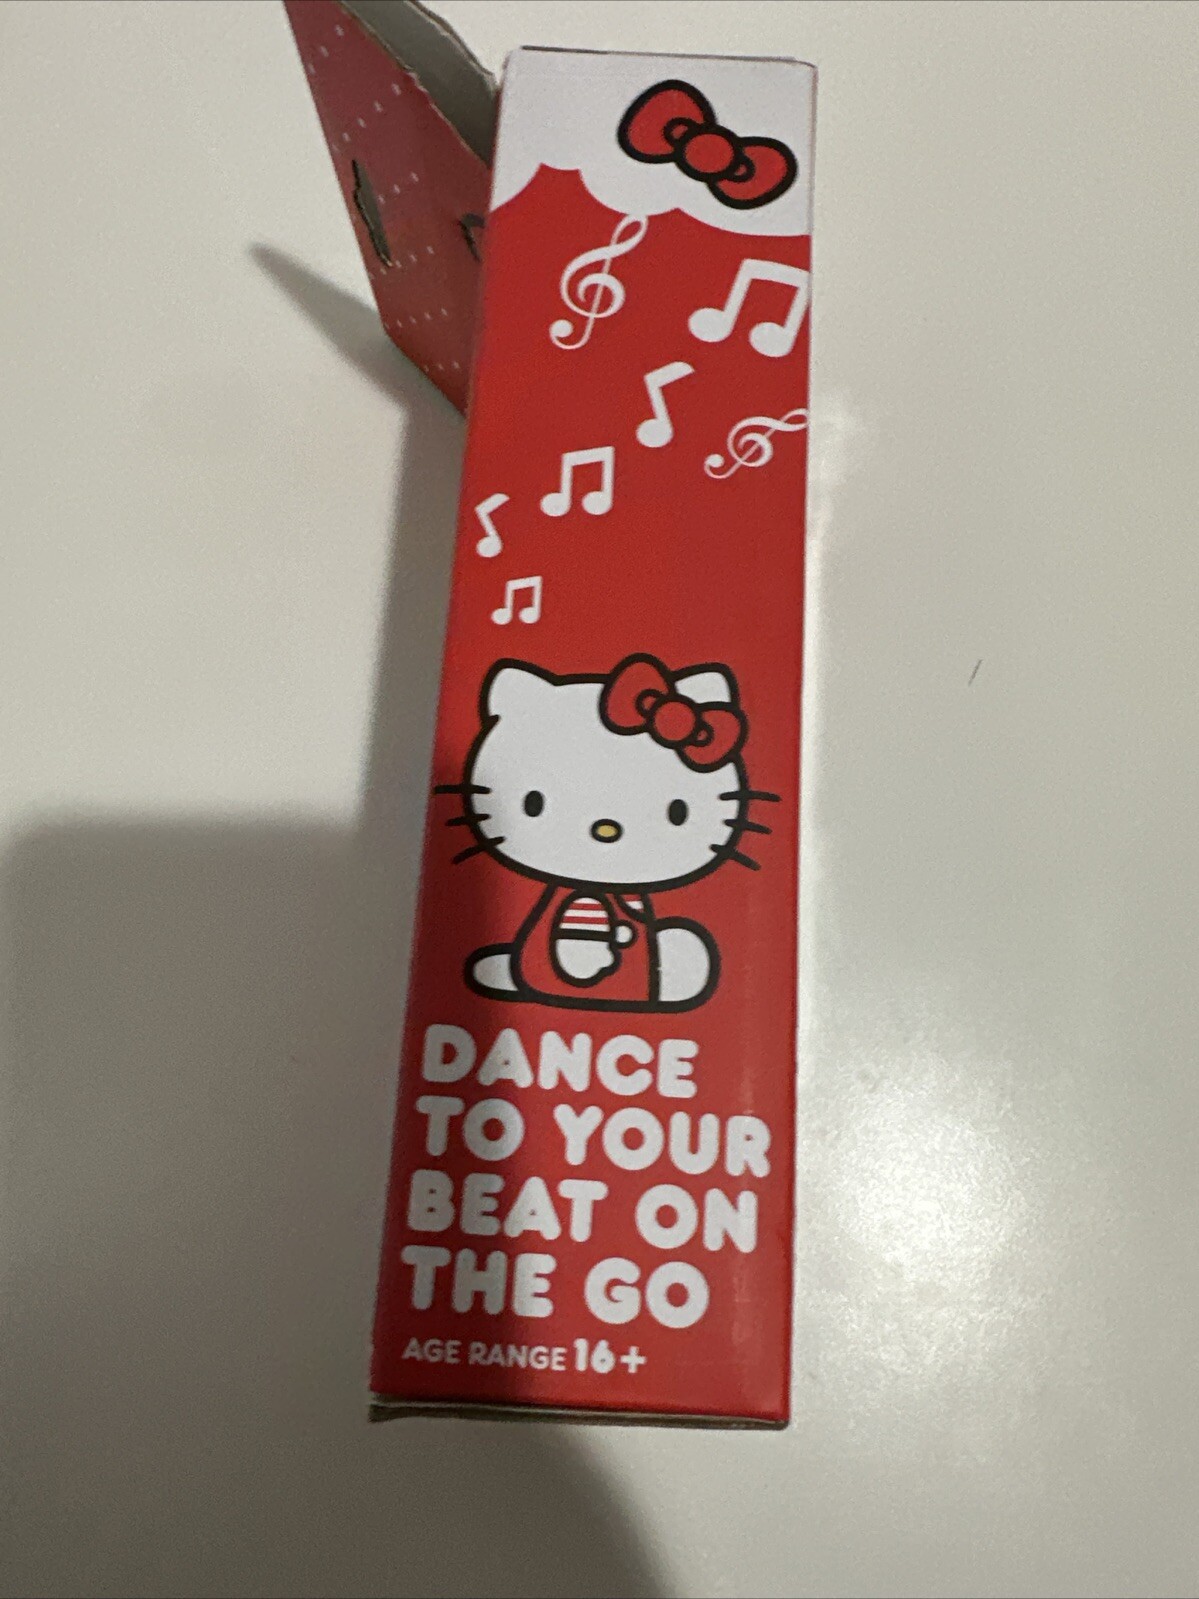 DANCE
TO YOUR
BEAT ON
THE GO
AGE RANGE 16+